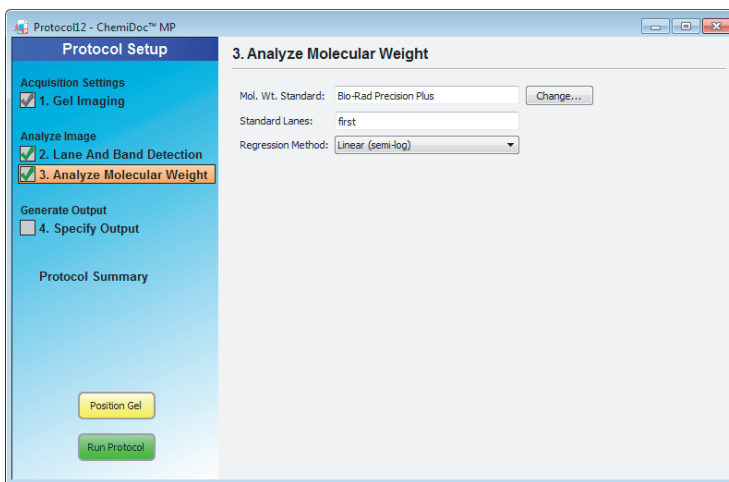 Protocol12 - ChemiDoc™ MP
Protocol Setup
Acquisition Settings
1. Gel Imaging
Analyze Image
2. Lane And Band Detection
3. Analyze Molecular Weight
Generate Output
4. Specify Output
Protocol Summary
Position Gel
Run Protocol
3. Analyze Molecular Weight
Mol. Wt. Standard: Bio-Rad Precision Plus Change...
Standard Lanes: first
Regression Method: Linear (semi-log)